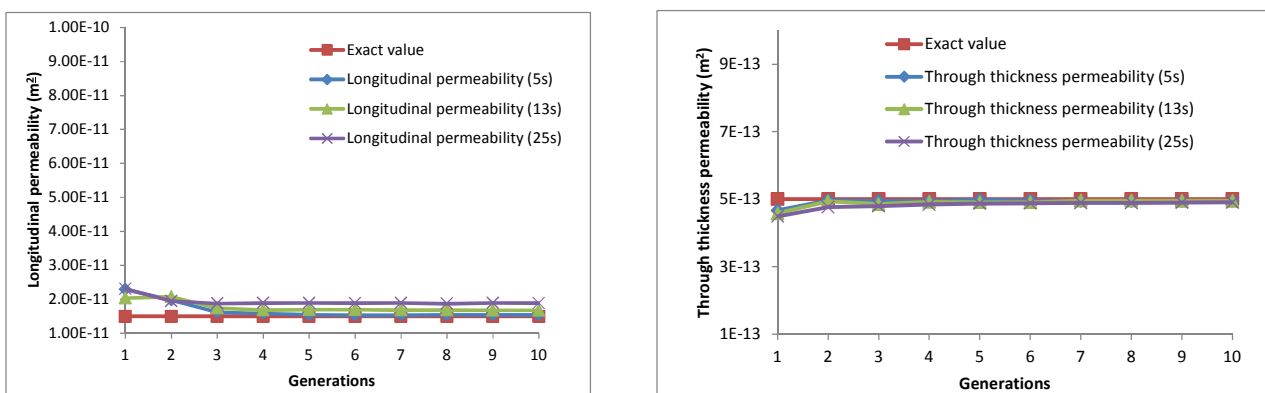 Longitudinal permeability (m²)
1.00E-10
9.00E-11
8.00E-11
7.00E-11
6.00E-11
5.00E-11
4.00E-11
3.00E-11
2.00E-11
1.00E-11
Exact value
Longitudinal permeability (5s)
Longitudinal permeability (13s)
Longitudinal permeability (25s)
1 2 3 4 5 6 7 8 9 10
Generations
Through thickness permeability (m²)
9E-13
7E-13
5E-13
3E-13
1E-13
Exact value
Through thickness permeability (5s)
Through thickness permeability (13s)
Through thickness permeability (25s)
1 2 3 4 5 6 7 8 9 10
Generations